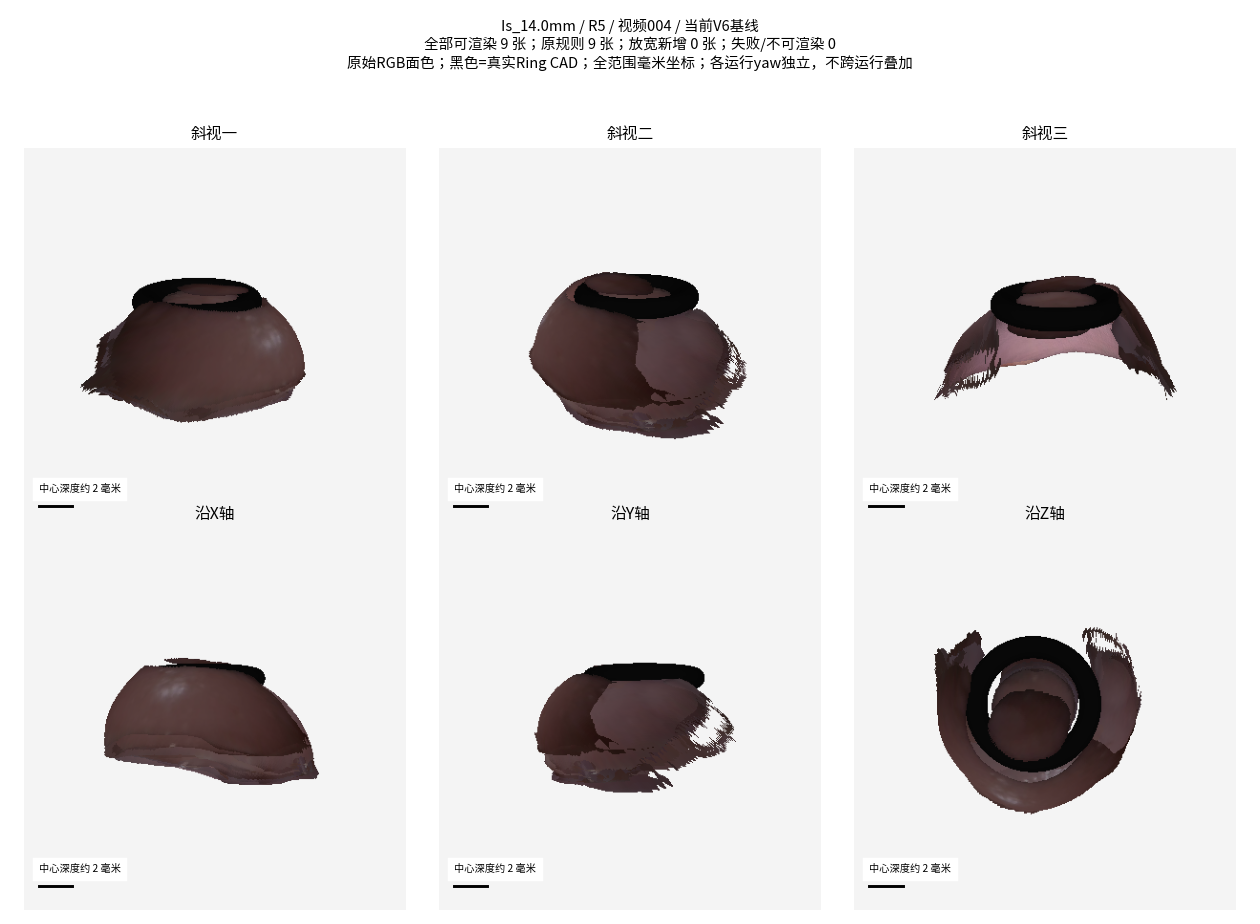 Is_14.0mm / R5 / 视频004 / 当前V6基线
全部可渲染 9 张；原规则 9 张；放宽新增 0 张；失败/不可渲染 0
原始RGB面色；黑色=真实Ring CAD；全范围毫米坐标；各运行yaw独立，不跨运行叠加
斜视一
斜视二
斜视三
中心深度约 2 毫米
中心深度约 2 毫米
中心深度约 2 毫米
沿X轴
沿Y轴
沿Z轴
中心深度约 2 毫米
中心深度约 2 毫米
中心深度约 2 毫米